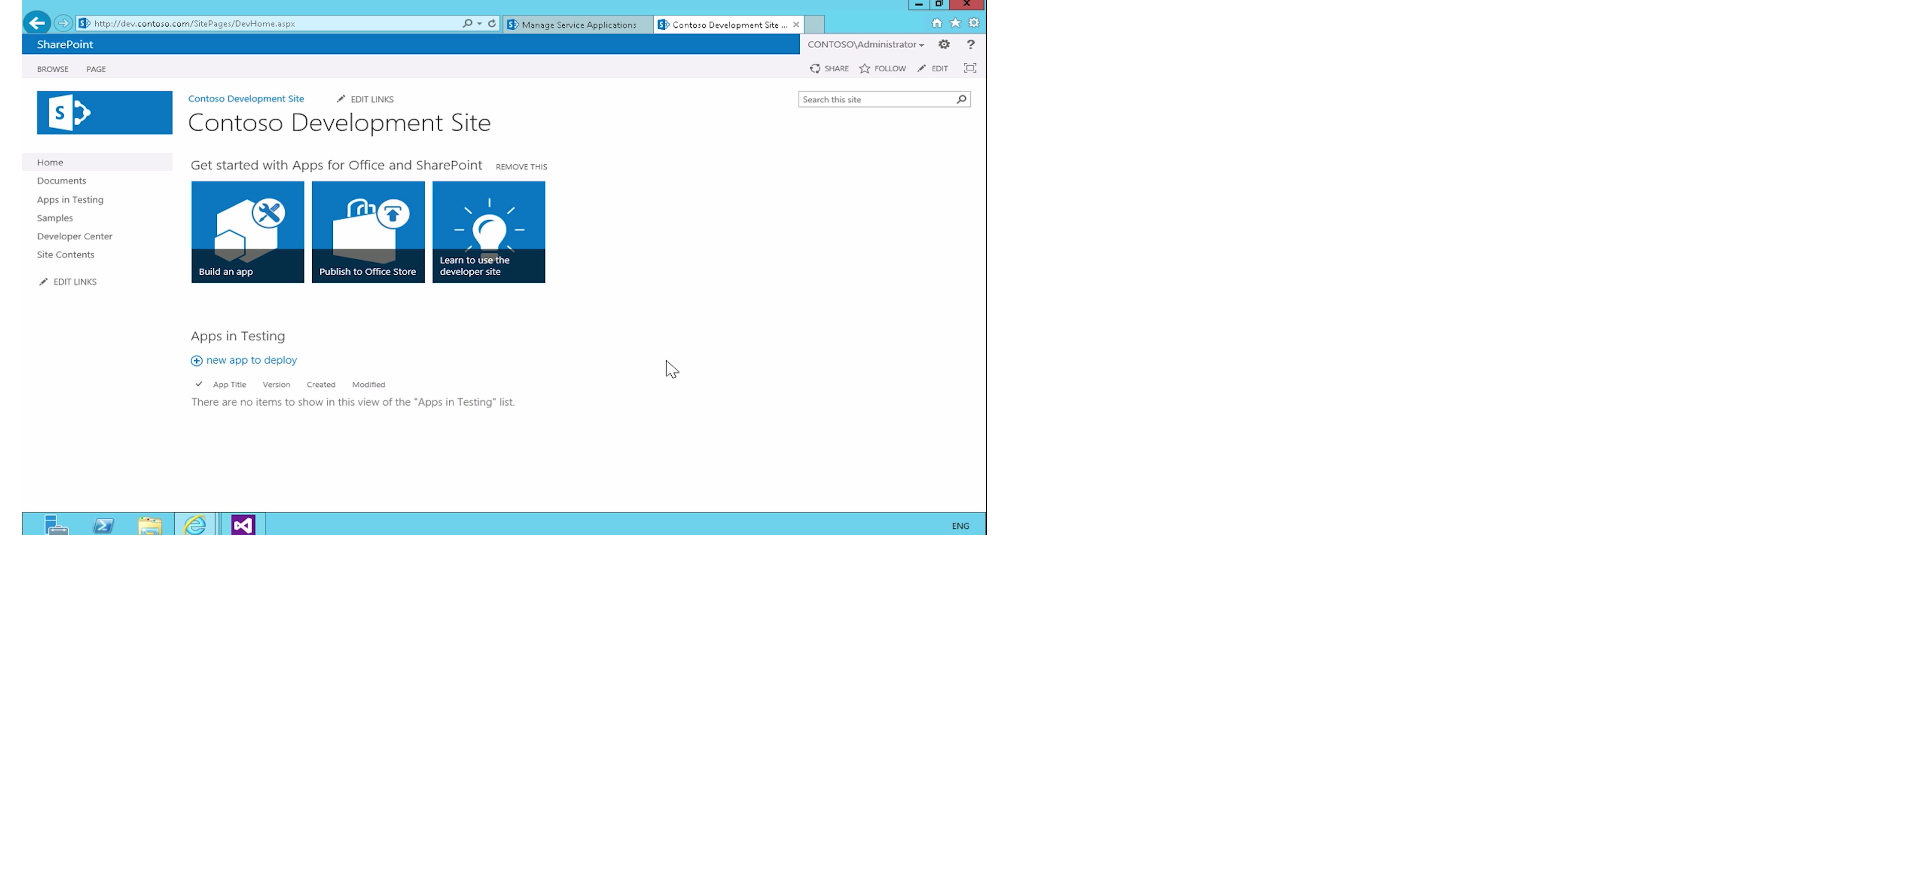 http://dev.contoso.com/SitePages/DevHome.aspx
Manage Service Applications
Contoso Development Site ...
SharePoint
CONTOSO\Administrator
?
BROWSE
PAGE
SHARE
FOLLOW
EDIT
S
Contoso Development Site
EDIT LINKS
Search this site
Contoso Development Site
Home
Documents
Apps in Testing
Samples
Developer Center
Site Contents
EDIT LINKS
Get started with Apps for Office and SharePoint
REMOVE THIS
Build an app
Publish to Office Store
Learn to use the
developer site
Apps in Testing
new app to deploy
App Title
Version
Created
Modified
There are no items to show in this view of the "Apps in Testing" list.
ENG